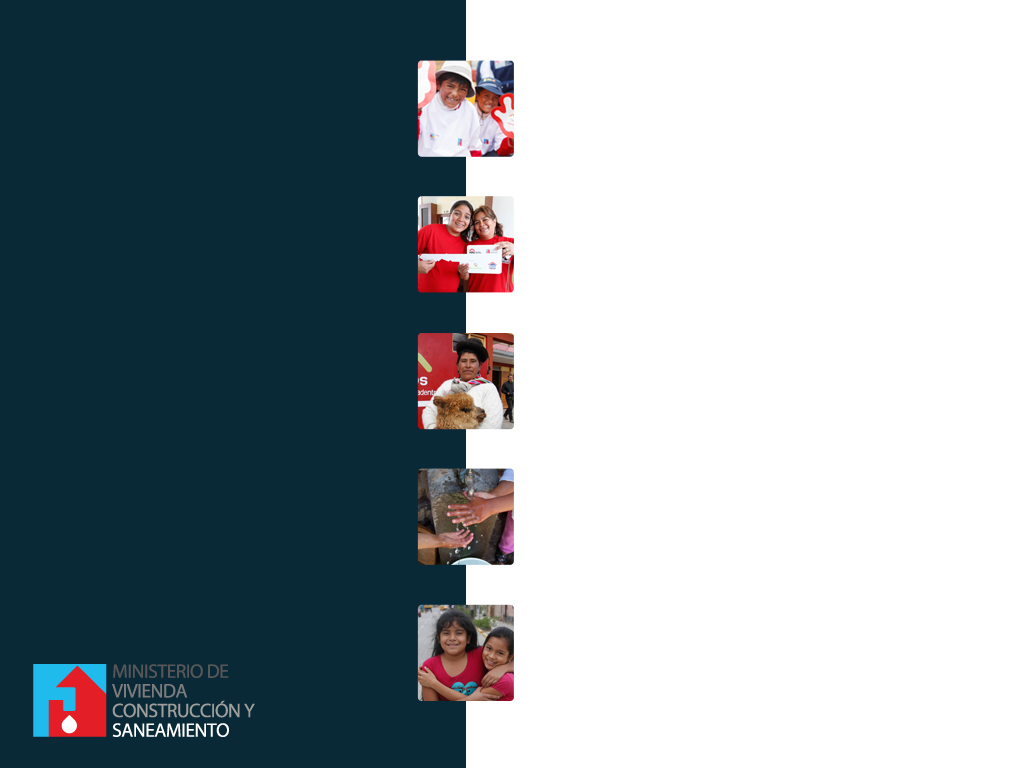 MINISTERIO DE
VIVIENDA
CONSTRUCCIÓN Y
SANEAMIENTO